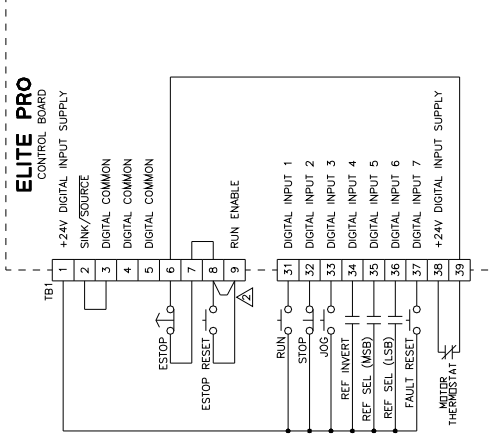 ELITE PRO
CONTROL BOARD
TB1
1 +24V DIGITAL INPUT SUPPLY
2 SINK/SOURCE
3 DIGITAL COMMON
4 DIGITAL COMMON
5 DIGITAL COMMON
6
7
8
9 RUN ENABLE
31 DIGITAL INPUT 1
32 DIGITAL INPUT 2
33 DIGITAL INPUT 3
34 DIGITAL INPUT 4
35 DIGITAL INPUT 5
36 DIGITAL INPUT 6
37 DIGITAL INPUT 7
38 +24V DIGITAL INPUT SUPPLY
39
ESTOP
ESTOP RESET
2
RUN
STOP
JOG
REF INVERT
REF SEL (MSB)
REF SEL (LSB)
FAULT RESET
MOTOR
THERMOSTAT